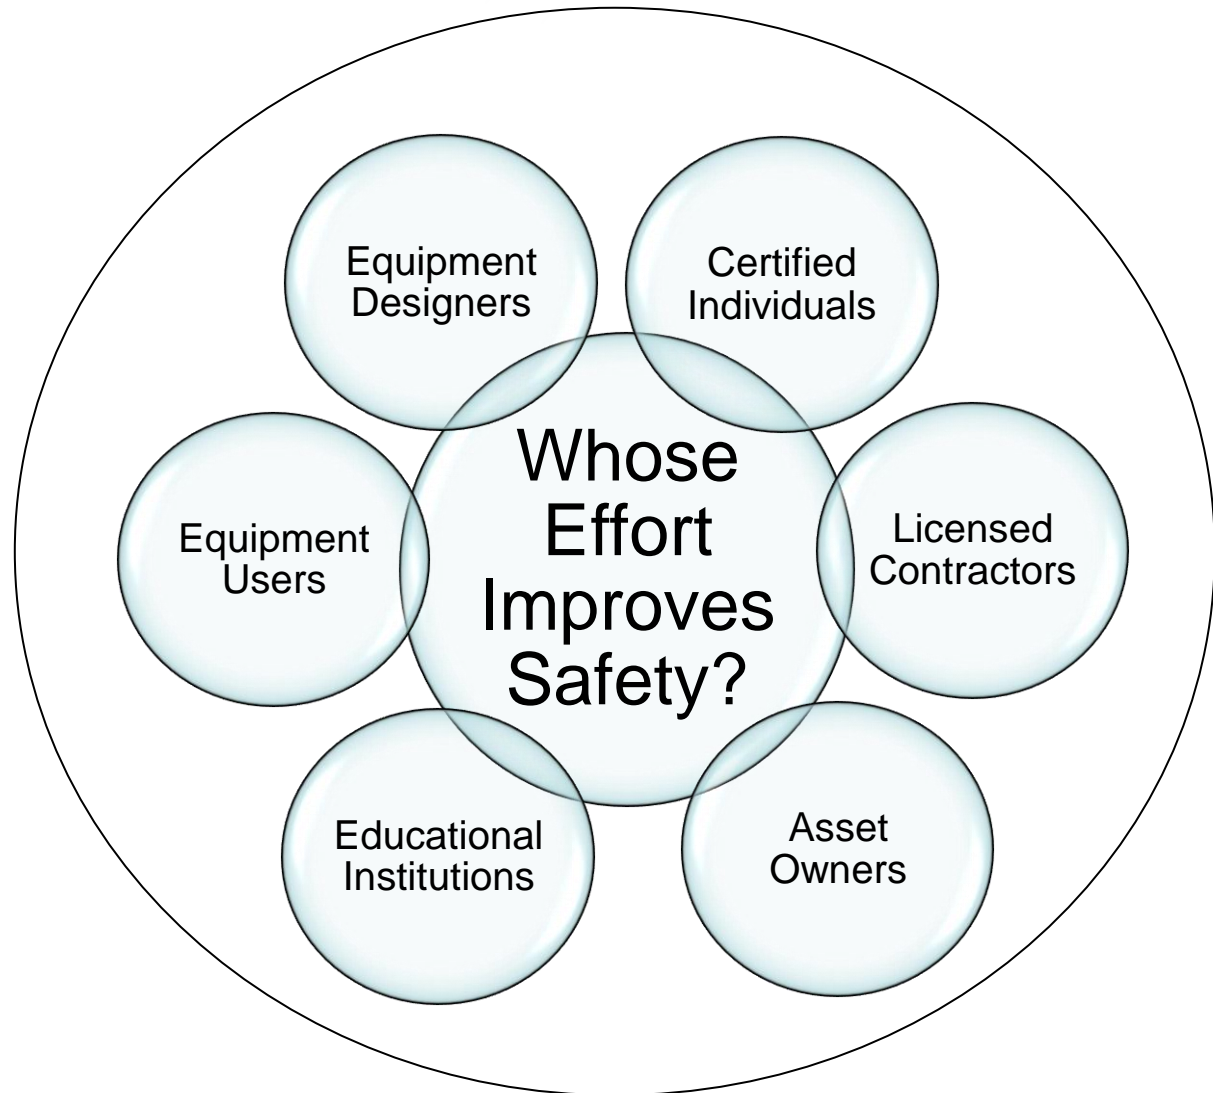 Equipment
Designers
Certified
Individuals
Whose
Effort
Improves
Safety?
Equipment
Users
Licensed
Contractors
Educational
Institutions
Asset
Owners